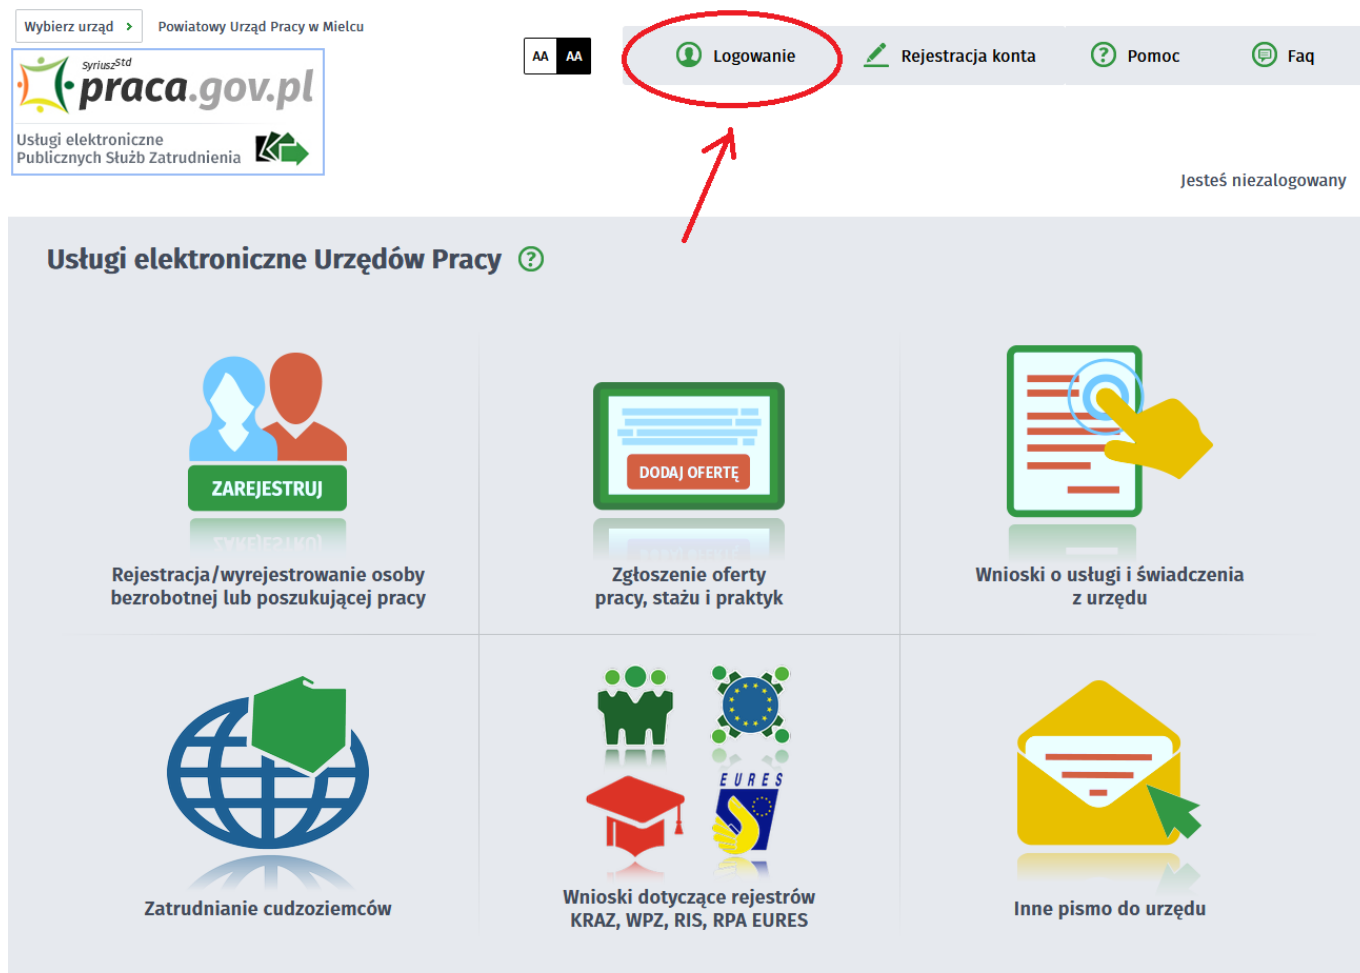 Wybierz urząd >
Powiatowy Urząd Pracy w Mielcu
SyriuszStd
praca.gov.pl
Usługi elektroniczne
Publicznych Służb Zatrudnienia
AA AA
Logowanie
Rejestracja konta
Pomoc
Faq
Jesteś niezalogowany
Usługi elektroniczne Urzędów Pracy ?
ZAREJESTRUJ
Rejestracja/wyrejestrowanie osoby
bezrobotnej lub poszukującej pracy
DODAJ OFERTĘ
Zgłoszenie oferty
pracy, stażu i praktyk
Wnioski o usługi i świadczenia
z urzędu
Zatrudnianie cudzoziemców
EURES
Wnioski dotyczące rejestrów
KRAZ, WPZ, RIS, RPA EURES
Inne pismo do urzędu